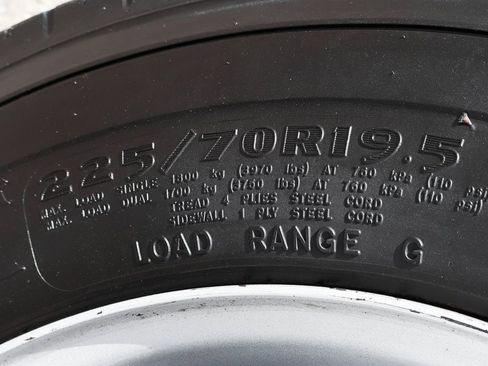 225/70R19.5
MAX. LOAD SINGLE 1800 kg (3970 lbs) AT 760 kPa (110 psi)
MAX. LOAD DUAL 1700 kg (3760 lbs) AT 760 kPa (110 psi)
TREAD 4 PLIES STEEL CORD
SIDEWALL 1 PLY STEEL CORD
LOAD RANGE G